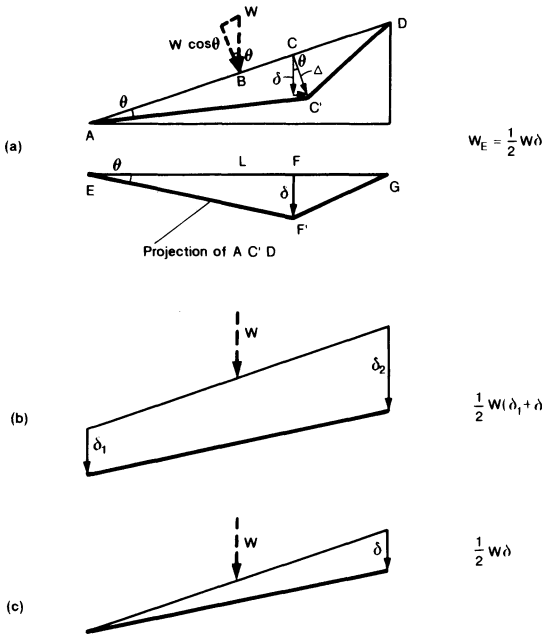 W
W cosθ
θ
B
C
θ
δ
Δ
C'
D
θ
A
(a)
W_E = 1/2 Wδ
θ
L
F
E
δ
G
F'
Projection of A C' D
W
δ₂
(b)
1/2 W(δ₁ + δ
δ₁
W
δ
1/2 Wδ
(c)